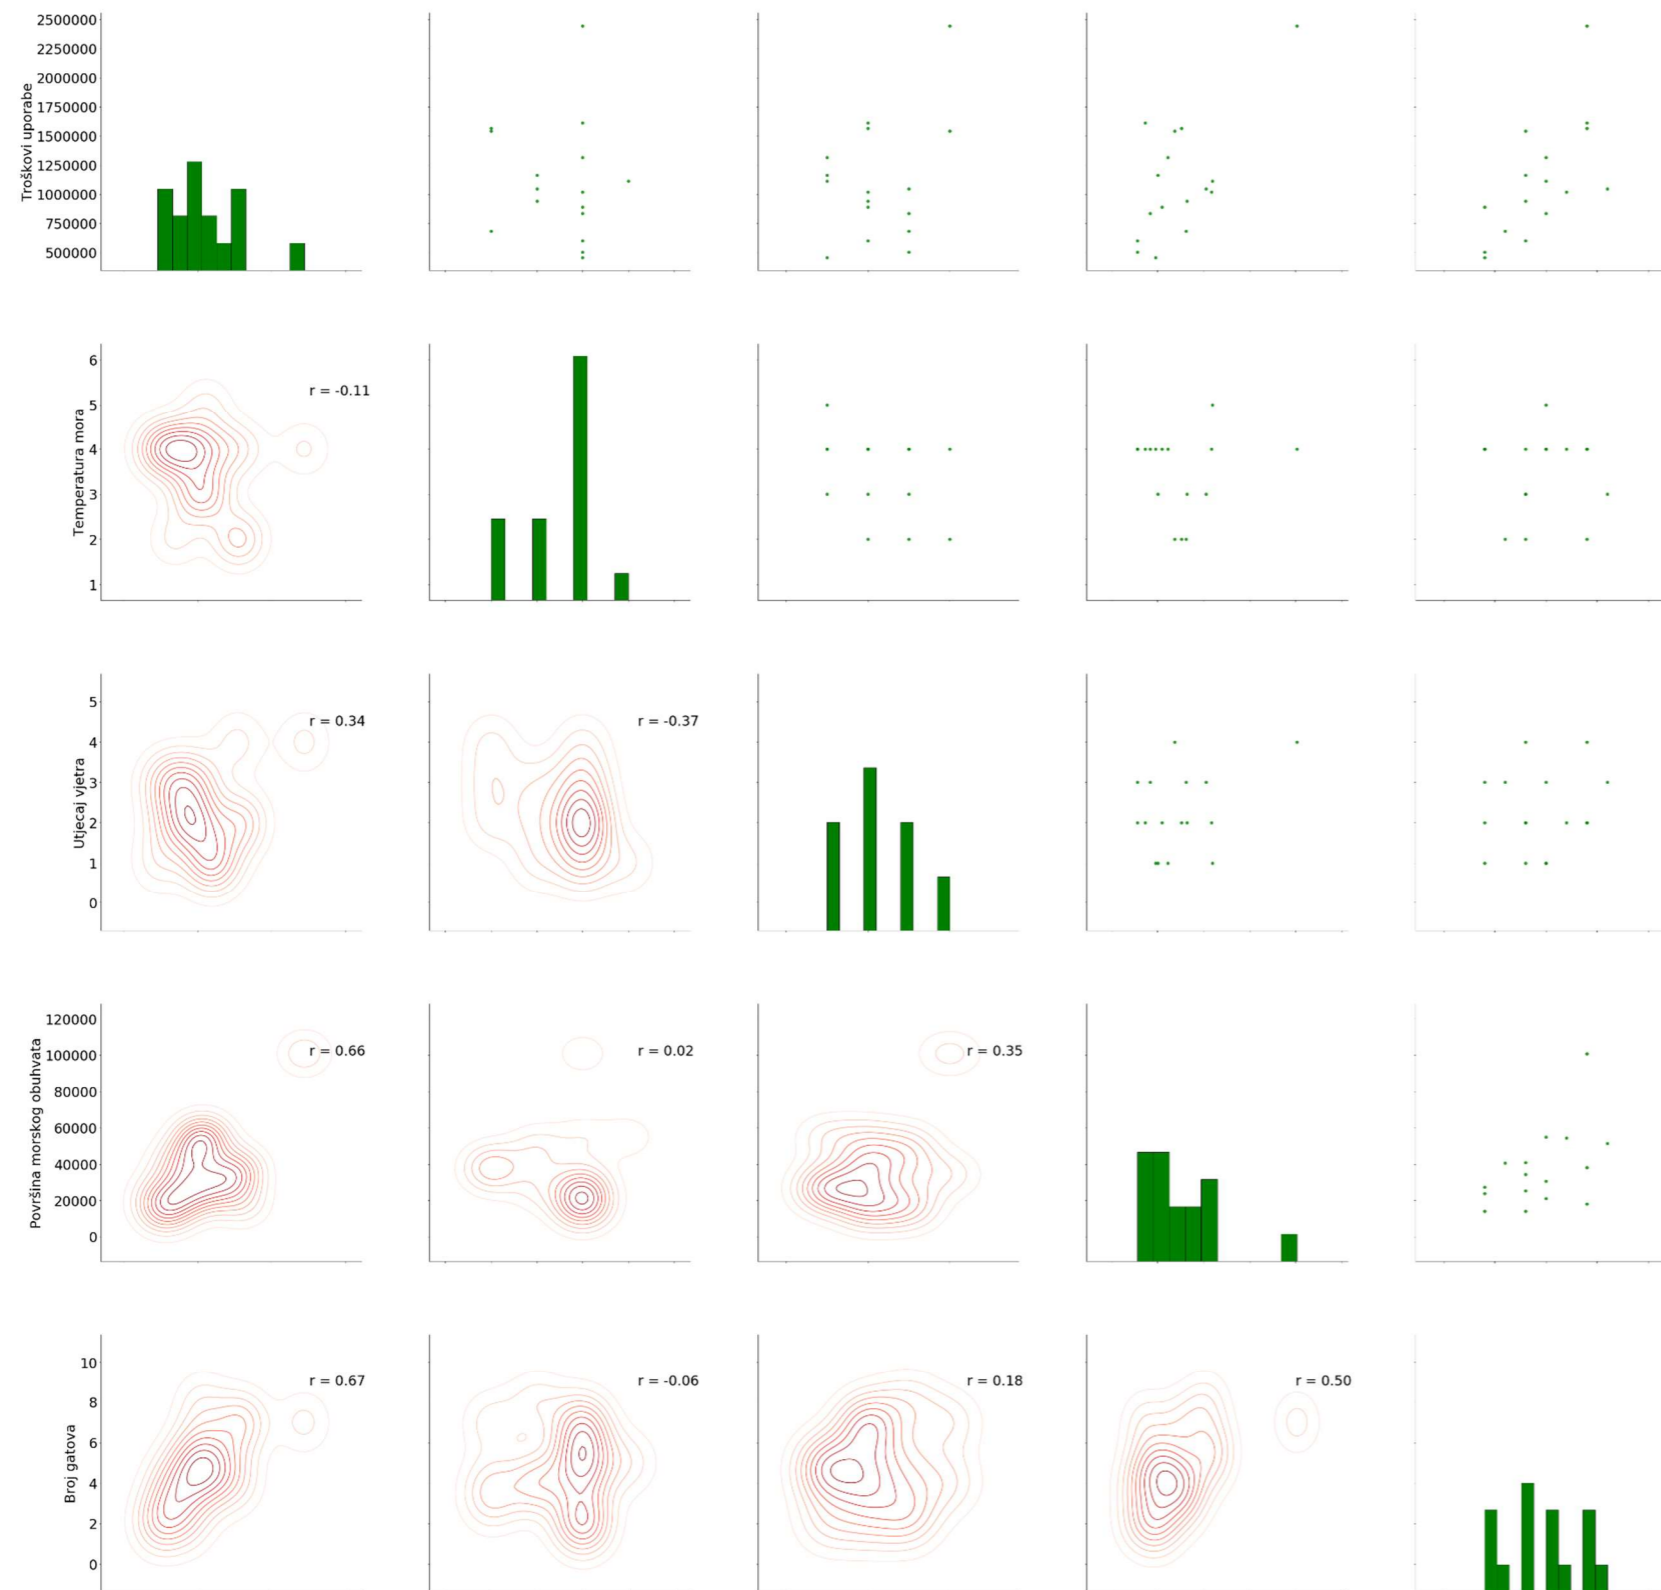 Troškovi uporabe
2500000
2250000
2000000
1750000
1500000
1250000
1000000
750000
500000
Temperatura mora
6
5
4
3
2
1
r = -0.11
Utjecaj vjetra
5
4
3
2
1
0
r = 0.34
r = -0.37
Površina morskog obuhvata
120000
100000
80000
60000
40000
20000
0
r = 0.66
r = 0.02
r = 0.35
Broj gatova
10
8
6
4
2
0
r = 0.67
r = -0.06
r = 0.18
r = 0.50